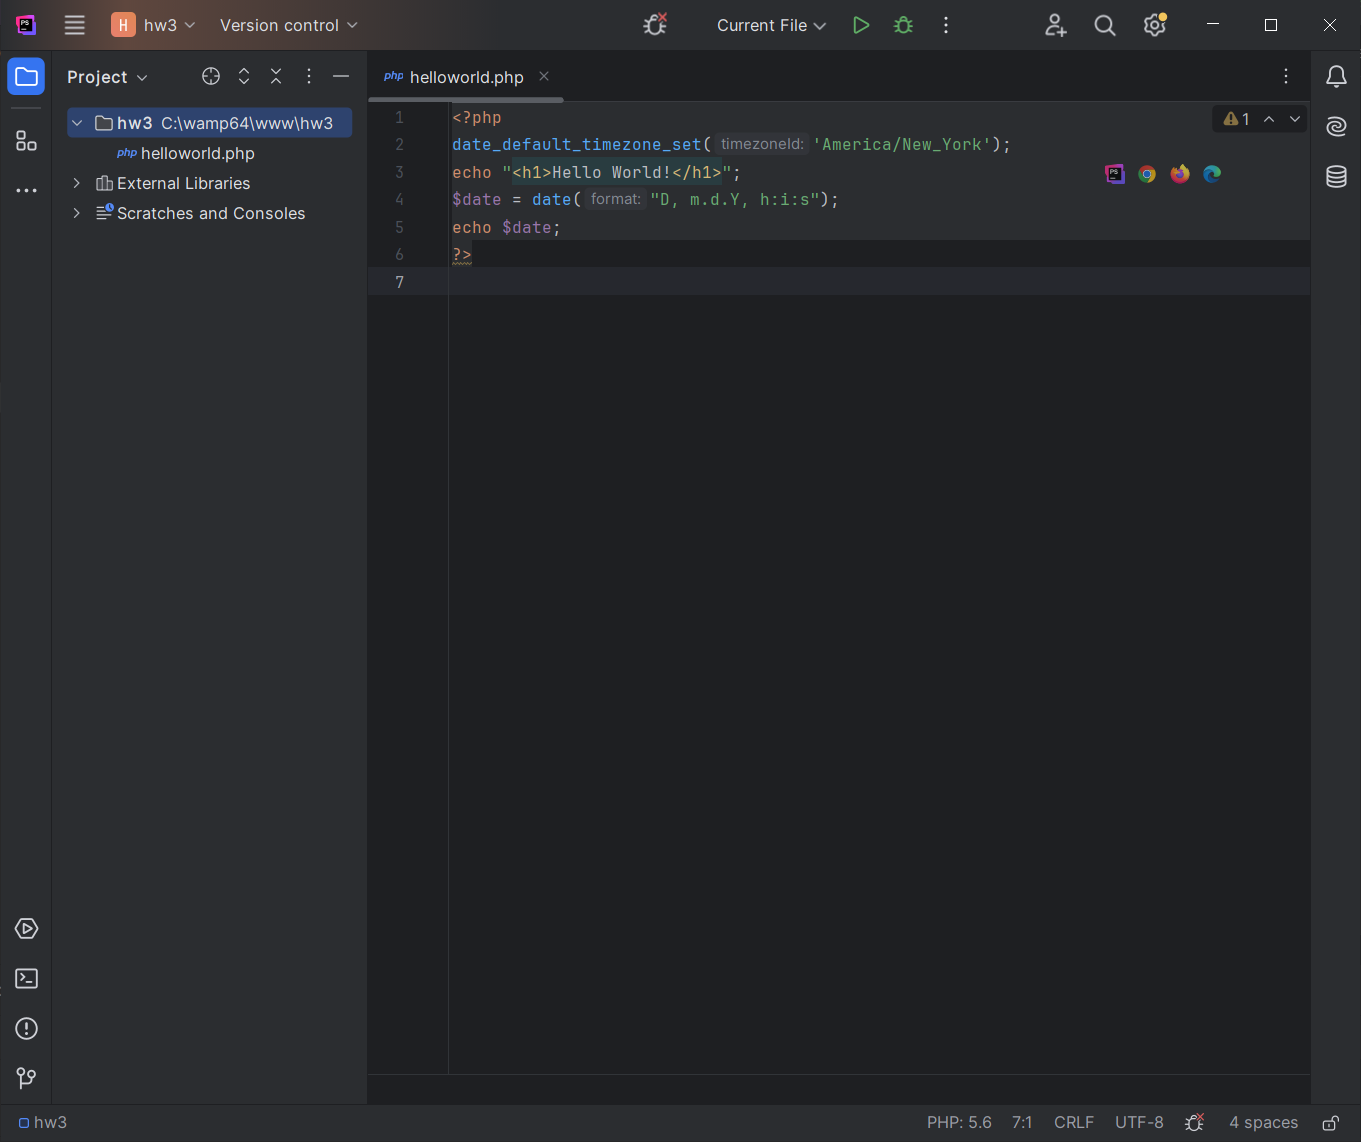 PS H hw3 Version control Current File
Project
php helloworld.php
hw3 C:\wamp64\www\hw3
php helloworld.php
External Libraries
Scratches and Consoles
1 <?php
2 date_default_timezone_set( timezoneId: 'America/New_York');
3 echo "<h1>Hello World!</h1>";
4 $date = date( format: "D, m.d.Y, h:i:s");
5 echo $date;
6 ?>
7
1
PS
hw3 PHP: 5.6 7:1 CRLF UTF-8 4 spaces